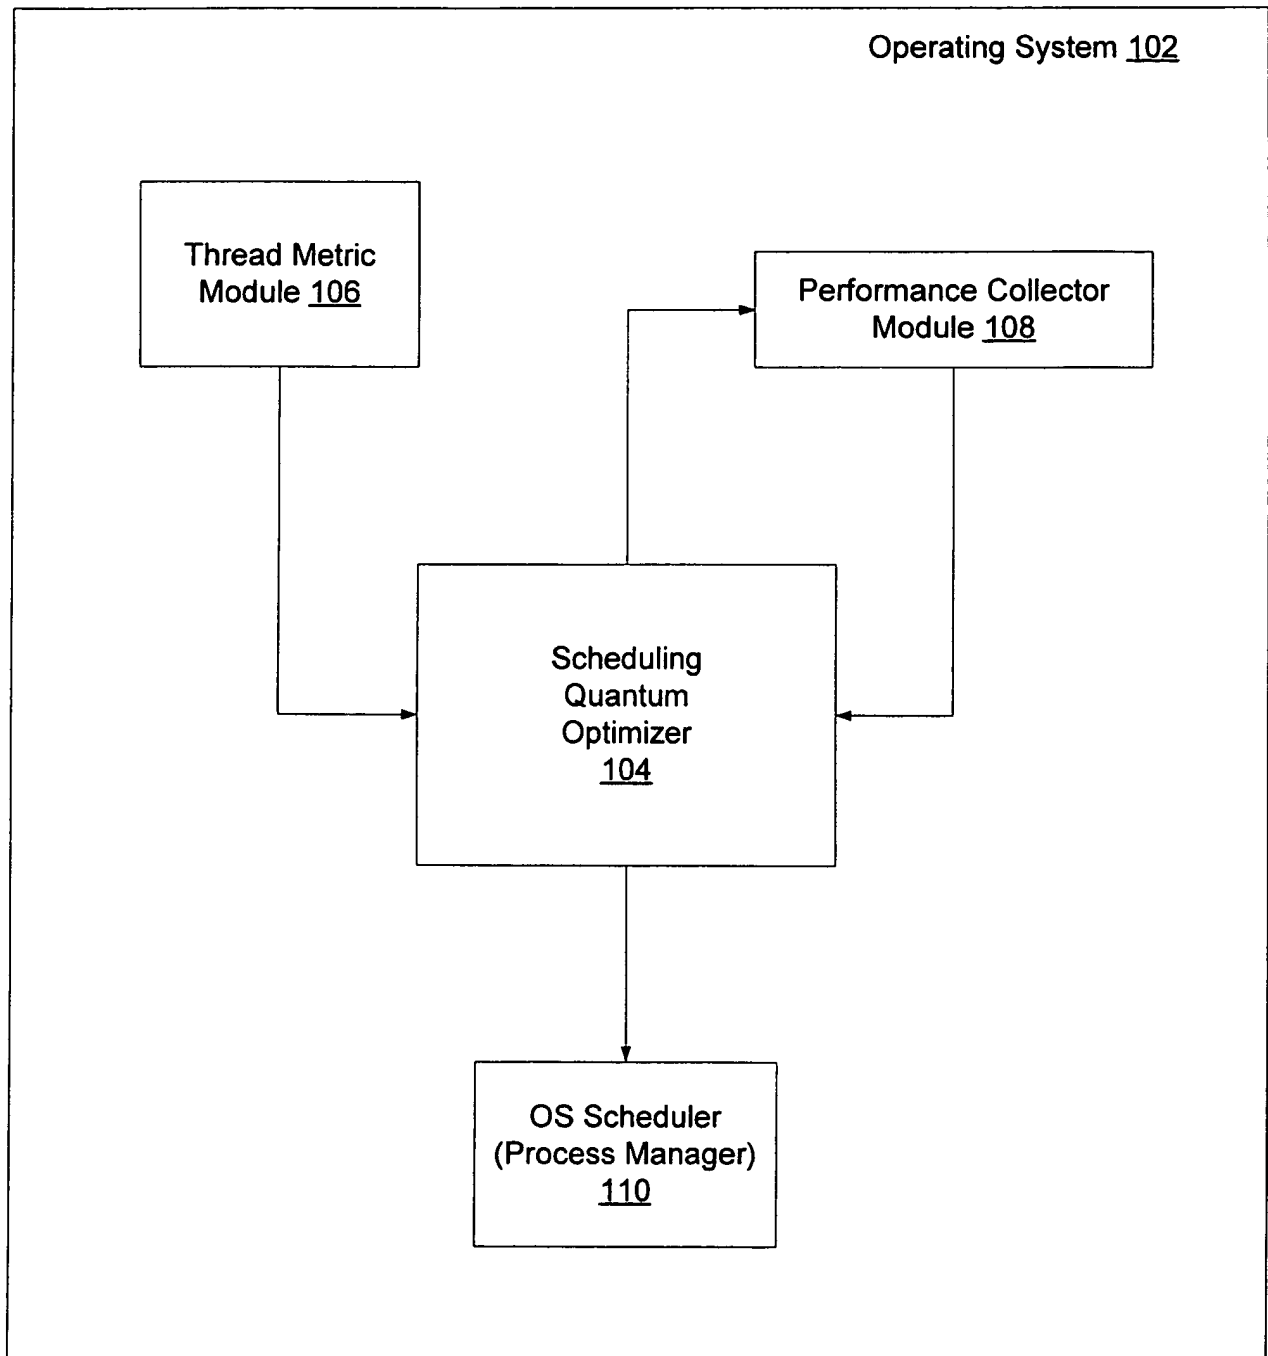 Operating System 102
Thread Metric
Module 106
Performance Collector
Module 108
Scheduling
Quantum
Optimizer
104
OS Scheduler
(Process Manager)
110